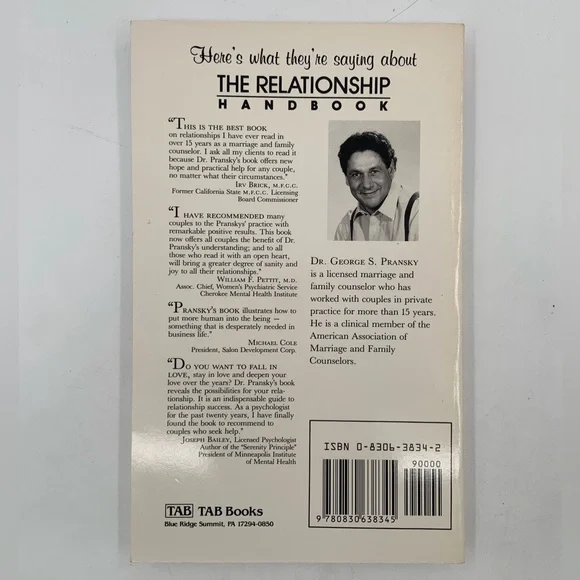 Here's what they're saying about
THE RELATIONSHIP
HANDBOOK
"THIS IS THE BEST BOOK
on relationships I have ever read in
over 15 years as a marriage and family
counselor. I ask all my clients to read it
because Dr. Pransky's book offers new
hope and practical help for any couple,
no matter what their circumstances."
IRV BRICK, M.F.C.C.
Former California State M.F.C.C. Licensing
Board Commissioner
"I HAVE RECOMMENDED many
couples to the Pranskys' practice with
remarkable positive results. This book
now offers all couples the benefit of Dr.
Pransky's understanding; and to all
those who read it with an open heart,
will bring a greater degree of sanity and
joy to all their relationships."
WILLIAM F. PETTIT, M.D.
Assoc. Chief, Women's Psychiatric Service
Cherokee Mental Health Institute
"PRANSKY'S BOOK illustrates how to
put more human into the being —
something that is desperately needed in
business life."
MICHAEL COLE
President, Salon Development Corp.
"DO YOU WANT TO FALL IN
LOVE, stay in love and deepen your
love over the years? Dr. Pransky's book
reveals the possibilities for your rela-
tionship. It is an indispensable guide to
relationship success. As a psychologist
for the past twenty years, I have finally
found the book to recommend to
couples who seek help."
JOSEPH BAILEY, Licensed Psychologist
Author of the "Serenity Principle"
President of Minneapolis Institute
of Mental Health
DR. GEORGE S. PRANSKY
is a licensed marriage and
family counselor who has
worked with couples in private
practice for more than 15 years.
He is a clinical member of the
American Association of
Marriage and Family
Counselors.
ISBN 0-8306-3834-2
90000
9 780830 638345
TAB TAB Books
Blue Ridge Summit, PA 17294-0850